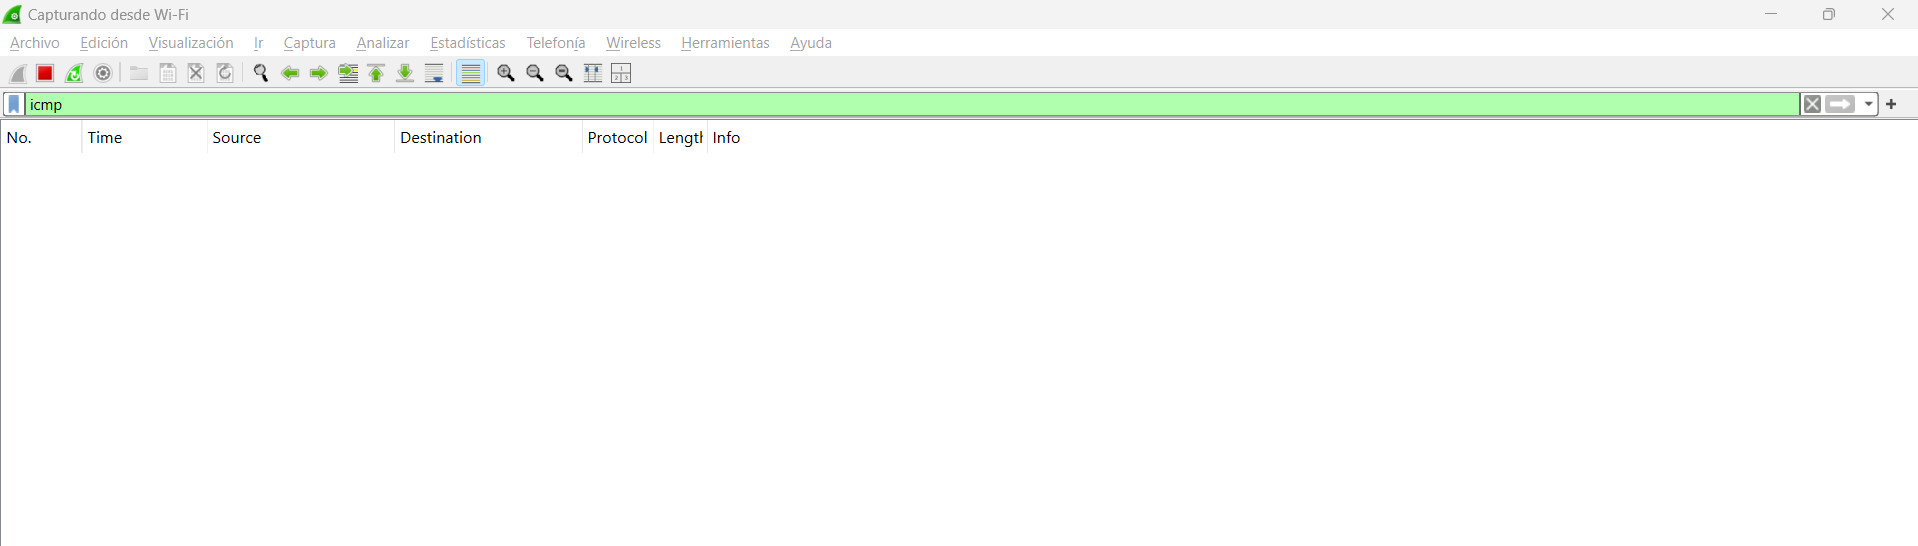 Capturando desde Wi-Fi
Archivo Edición Visualización Ir Captura Analizar Estadísticas Telefonía Wireless Herramientas Ayuda
icmp
No. Time Source Destination Protocol Length Info